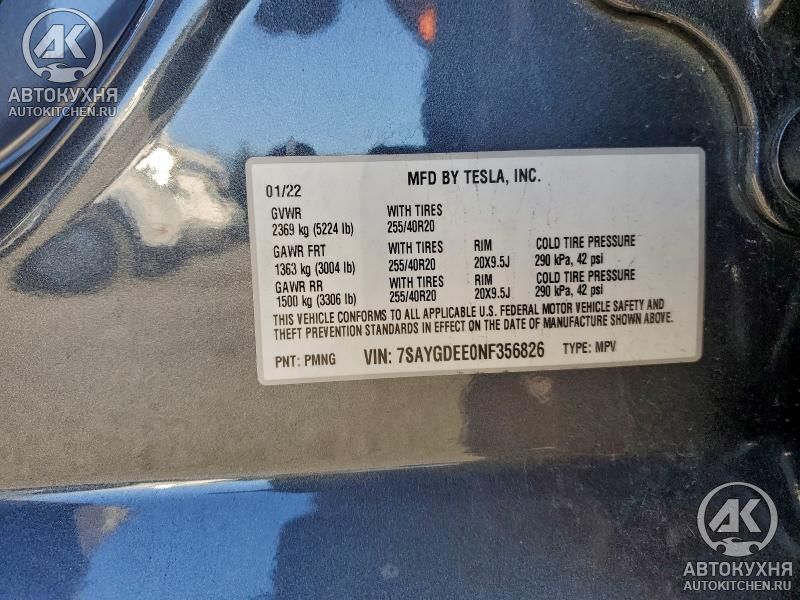 AK
АВТОКУХНЯ
AUTOKITCHEN.RU
01/22 MFD BY TESLA, INC.
GVWR WITH TIRES
2369 kg (5224 lb) 255/40R20
GAWR FRT WITH TIRES RIM COLD TIRE PRESSURE
1363 kg (3004 lb) 255/40R20 20X9.5J 290 kPa, 42 psi
GAWR RR WITH TIRES RIM COLD TIRE PRESSURE
1500 kg (3306 lb) 255/40R20 20X9.5J 290 kPa, 42 psi
THIS VEHICLE CONFORMS TO ALL APPLICABLE U.S. FEDERAL MOTOR VEHICLE SAFETY AND
THEFT PREVENTION STANDARDS IN EFFECT ON THE DATE OF MANUFACTURE SHOWN ABOVE.
PNT: PMNG VIN: 7SAYGDEE0NF356826 TYPE: MPV
AK
АВТОКУХНЯ
AUTOKITCHEN.RU